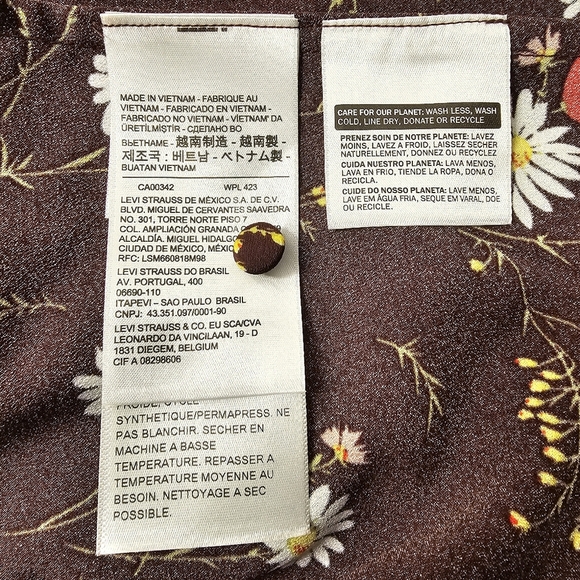 MADE IN VIETNAM - FABRIQUE AU
VIETNAM - FABRICADO EN VIETNAM -
FABRICADO NO VIETNAM - VIETNAM'DA
ÜRETİLMİŞTİR - СДЕЛАНО ВО
ВЬЕТНАМЕ - 越南制造 - 越南製 -
제조국 : 베트남 - ベトナム製 -
BUATAN VIETNAM
CA00342 WPL 423
LEVI STRAUSS DE MÉXICO S.A. DE C.V.
BLVD. MIGUEL DE CERVANTES SAAVEDRA
NO. 301, TORRE NORTE PISO 7
COL. AMPLIACIÓN GRANADA
ALCALDÍA. MIGUEL HIDALGO
CIUDAD DE MÉXICO, MÉXICO
RFC: LSM660818M98
LEVI STRAUSS DO BRASIL
AV. PORTUGAL, 400
06690-110
ITAPEVI – SAO PAULO BRASIL
CNPJ: 43.351.097/0001-90
LEVI STRAUSS & CO. EU SCA/CVA
LEONARDO DA VINCILAAN, 19 - D
1831 DIEGEM, BELGIUM
CIF A 08298606
FROIDE, CYCLE
SYNTHETIQUE/PERMAPRESS. NE
PAS BLANCHIR. SECHER EN
MACHINE A BASSE
TEMPERATURE. REPASSER A
TEMPERATURE MOYENNE AU
BESOIN. NETTOYAGE A SEC
POSSIBLE.
CARE FOR OUR PLANET: WASH LESS, WASH
COLD, LINE DRY, DONATE OR RECYCLE
PRENEZ SOIN DE NOTRE PLANETE: LAVEZ
MOINS, LAVEZ A FROID, LAISSEZ SECHER
NATURELLEMENT, DONNEZ OU RECYCLEZ
CUIDA NUESTRO PLANETA: LAVA MENOS,
LAVA EN FRIO, TIENDE LA ROPA, DONA O
RECICLA.
CUIDE DO NOSSO PLANETA: LAVE MENOS,
LAVE EM ÁGUA FRIA, SEQUE EM VARAL, DOE
OU RECICLE.